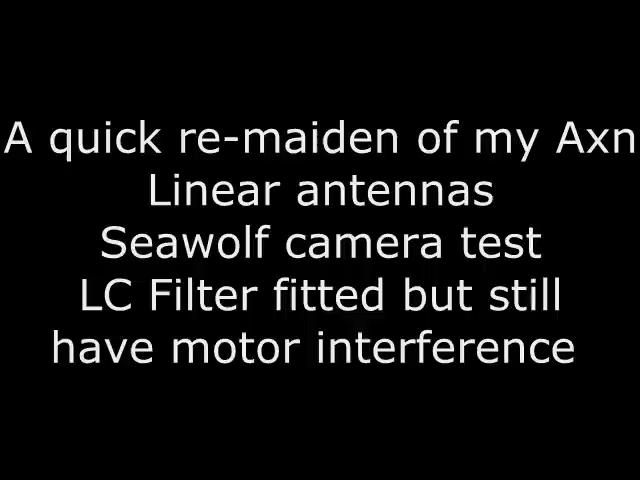 A quick re-maiden of my Axn
Linear antennas
Seawolf camera test
LC Filter fitted but still
have motor interference